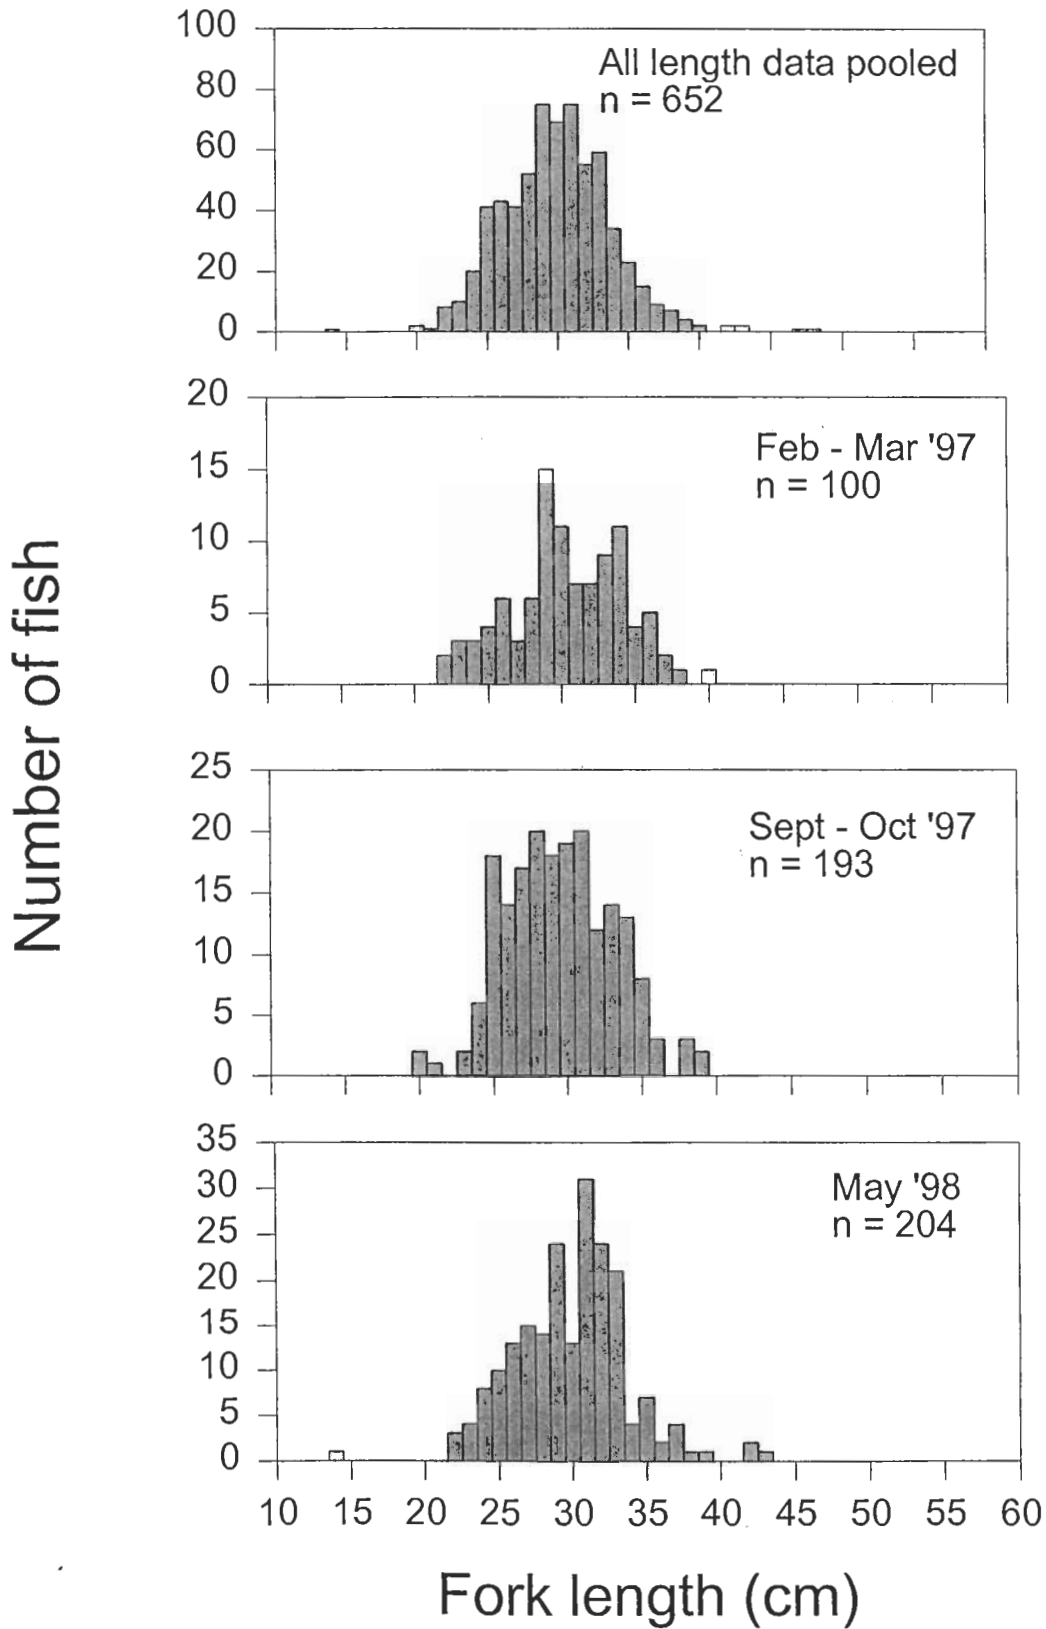 Number of fish
100
80
60
40
20
0
All length data pooled
n = 652
20
15
10
5
0
Feb - Mar '97
n = 100
25
20
15
10
5
0
Sept - Oct '97
n = 193
35
30
25
20
15
10
5
0
May '98
n = 204
10 15 20 25 30 35 40 45 50 55 60
Fork length (cm)